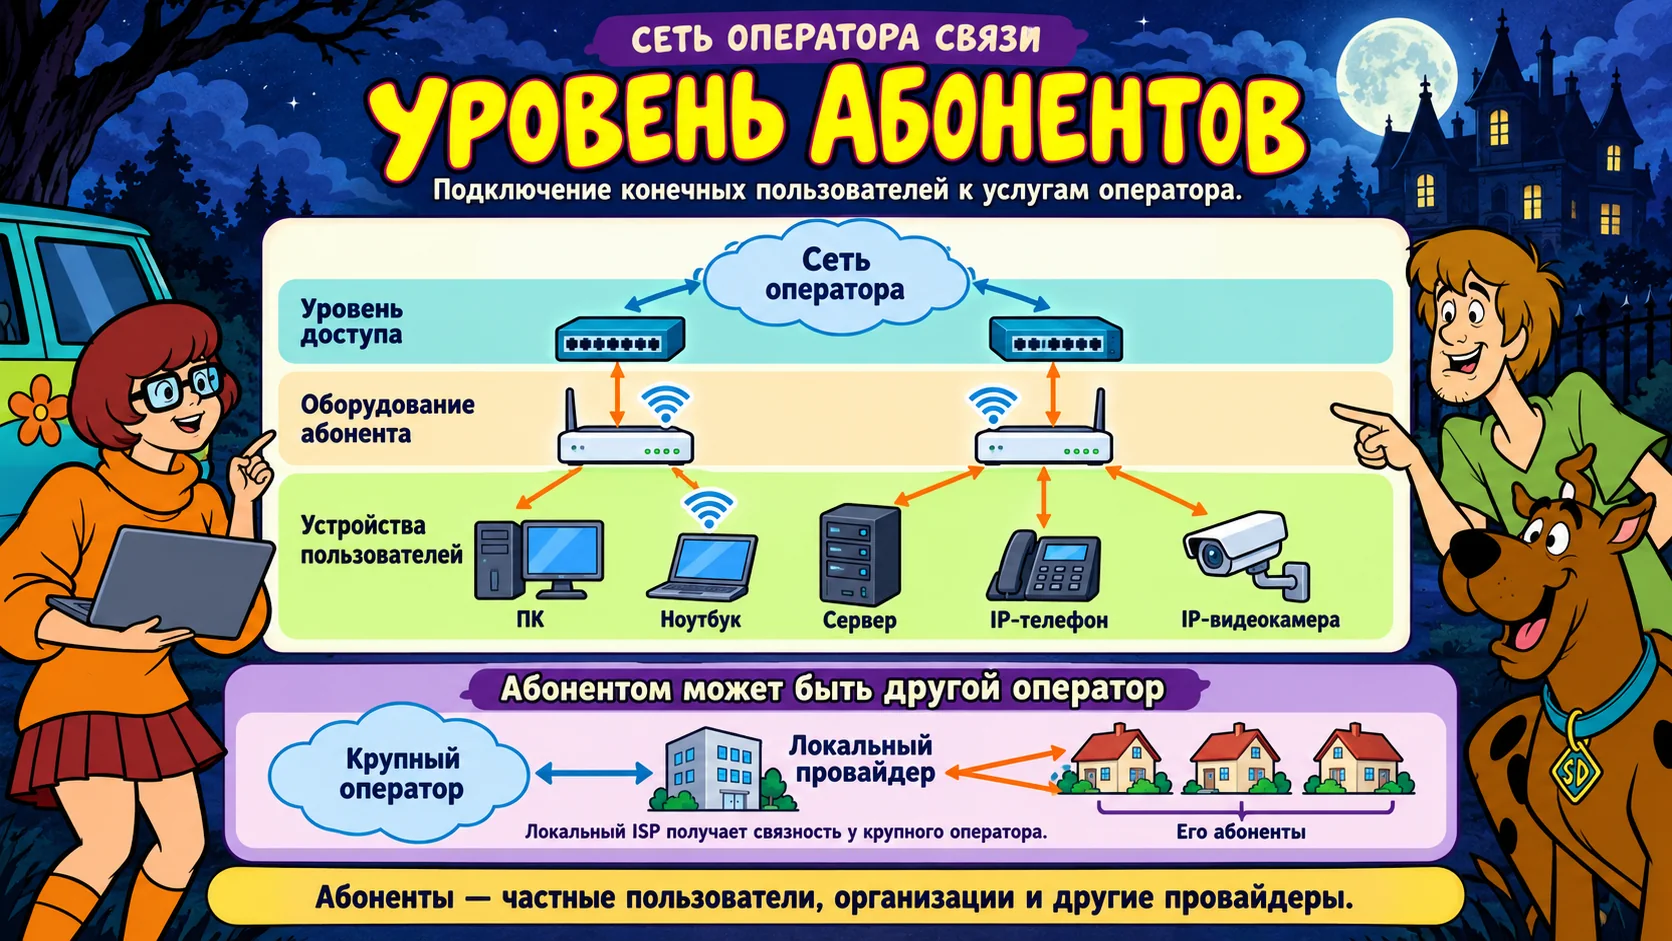 СЕТЬ ОПЕРАТОРА СВЯЗИ
УРОВЕНЬ АБОНЕНТОВ
Подключение конечных пользователей к услугам оператора.
Сеть
оператора
Уровень
доступа
Оборудование
абонента
Устройства
пользователей
ПК
Ноутбук
Сервер
IP-телефон
IP-видеокамера
Абонентом может быть другой оператор
Крупный
оператор
Локальный
провайдер
Локальный ISP получает связность у крупного оператора.
Его абоненты
SD
Абоненты — частные пользователи, организации и другие провайдеры.